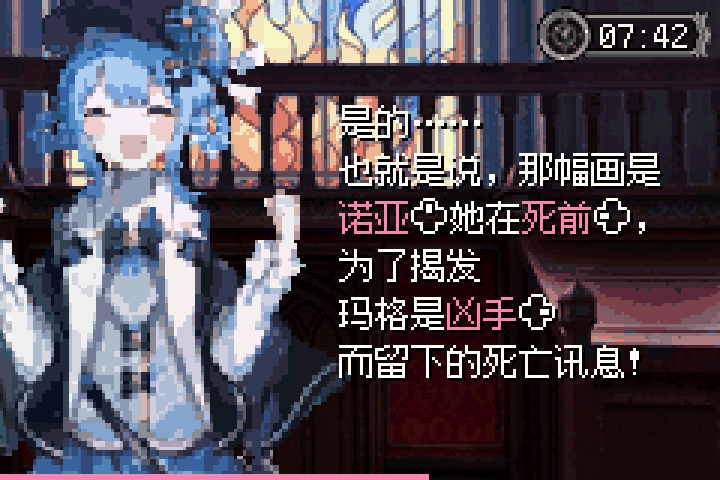 07:42
是的……
也就是说，那幅画是
诺亚她在死前，
为了揭发
玛格是凶手
而留下的死亡讯息！